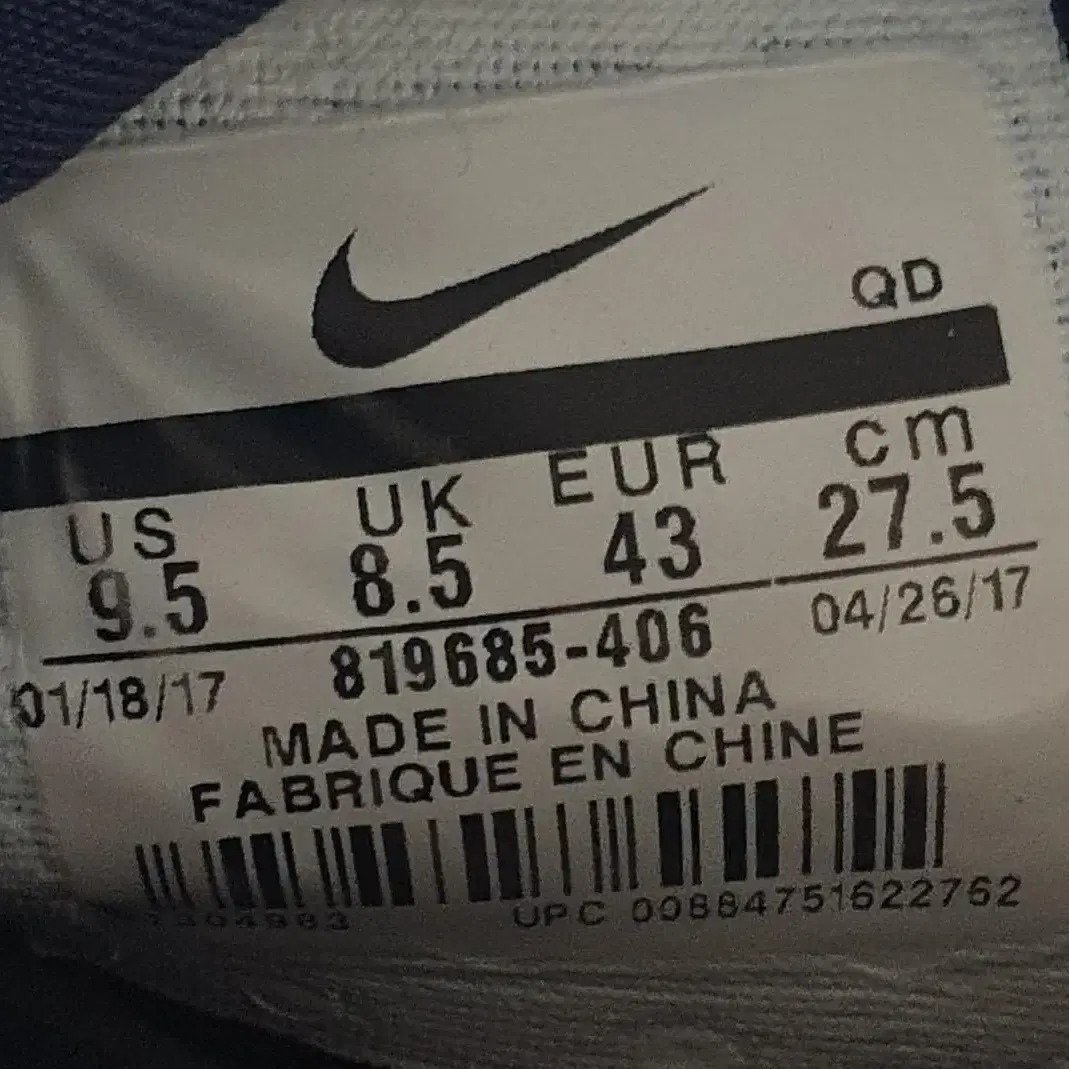 QD
US UK EUR cm
9.5 8.5 43 27.5
01/18/17 819685-406 04/26/17
MADE IN CHINA
FABRIQUE EN CHINE
UPC 00884751622762